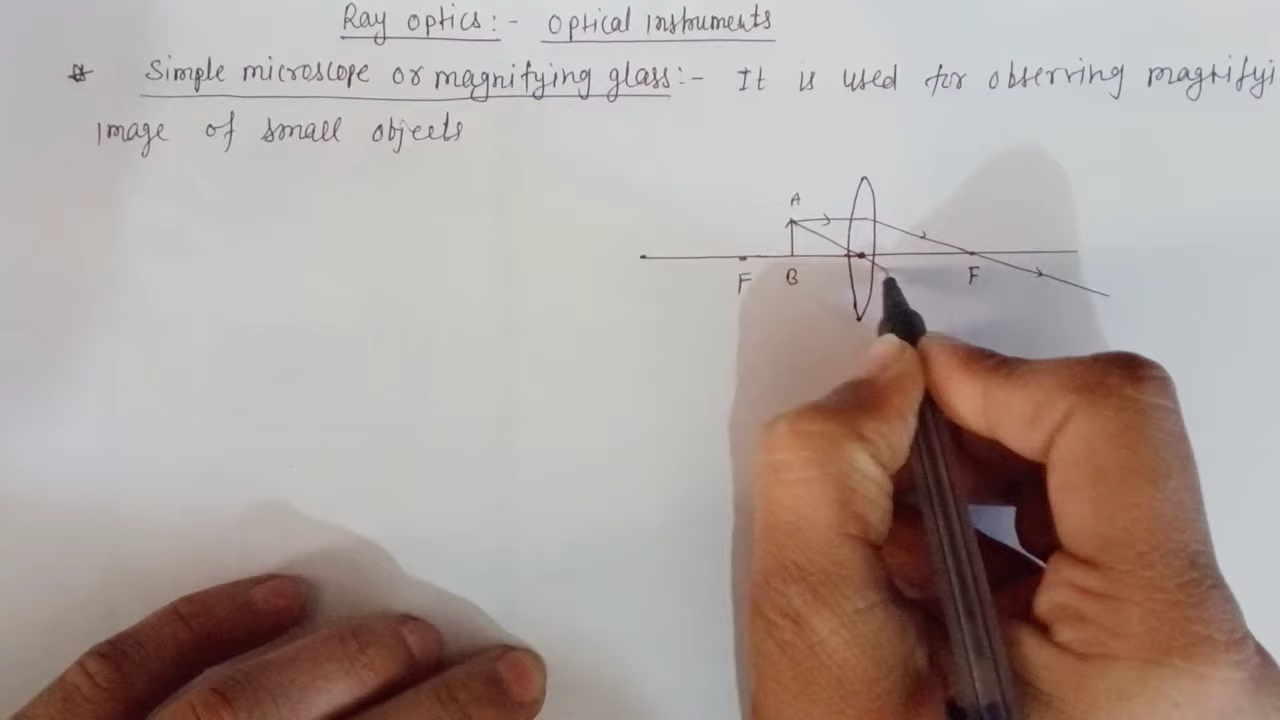 Ray optics:- optical instruments
* Simple microscope or magnifying glass:- It is used for observing magnifyi
image of small objects
A
F B F